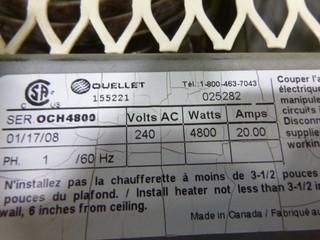 CSA
C US
OUELLET
TÉL.:1-800-463-7043
155221
025282
SER. OCH4800
Volts AC
Watts
Amps
01/17/08
240
4800
20.00
PH. 1 /60 Hz
Couper l'a
électrique
manipule
circuits
Disconn
supplies
working
N'installez pas la chaufferette à moins de 3-1/2 p
pouces du plafond. / Install heater not less than 3-1/2 in
wall, 6 inches from ceiling.
Made in Canada / Fabriqué au